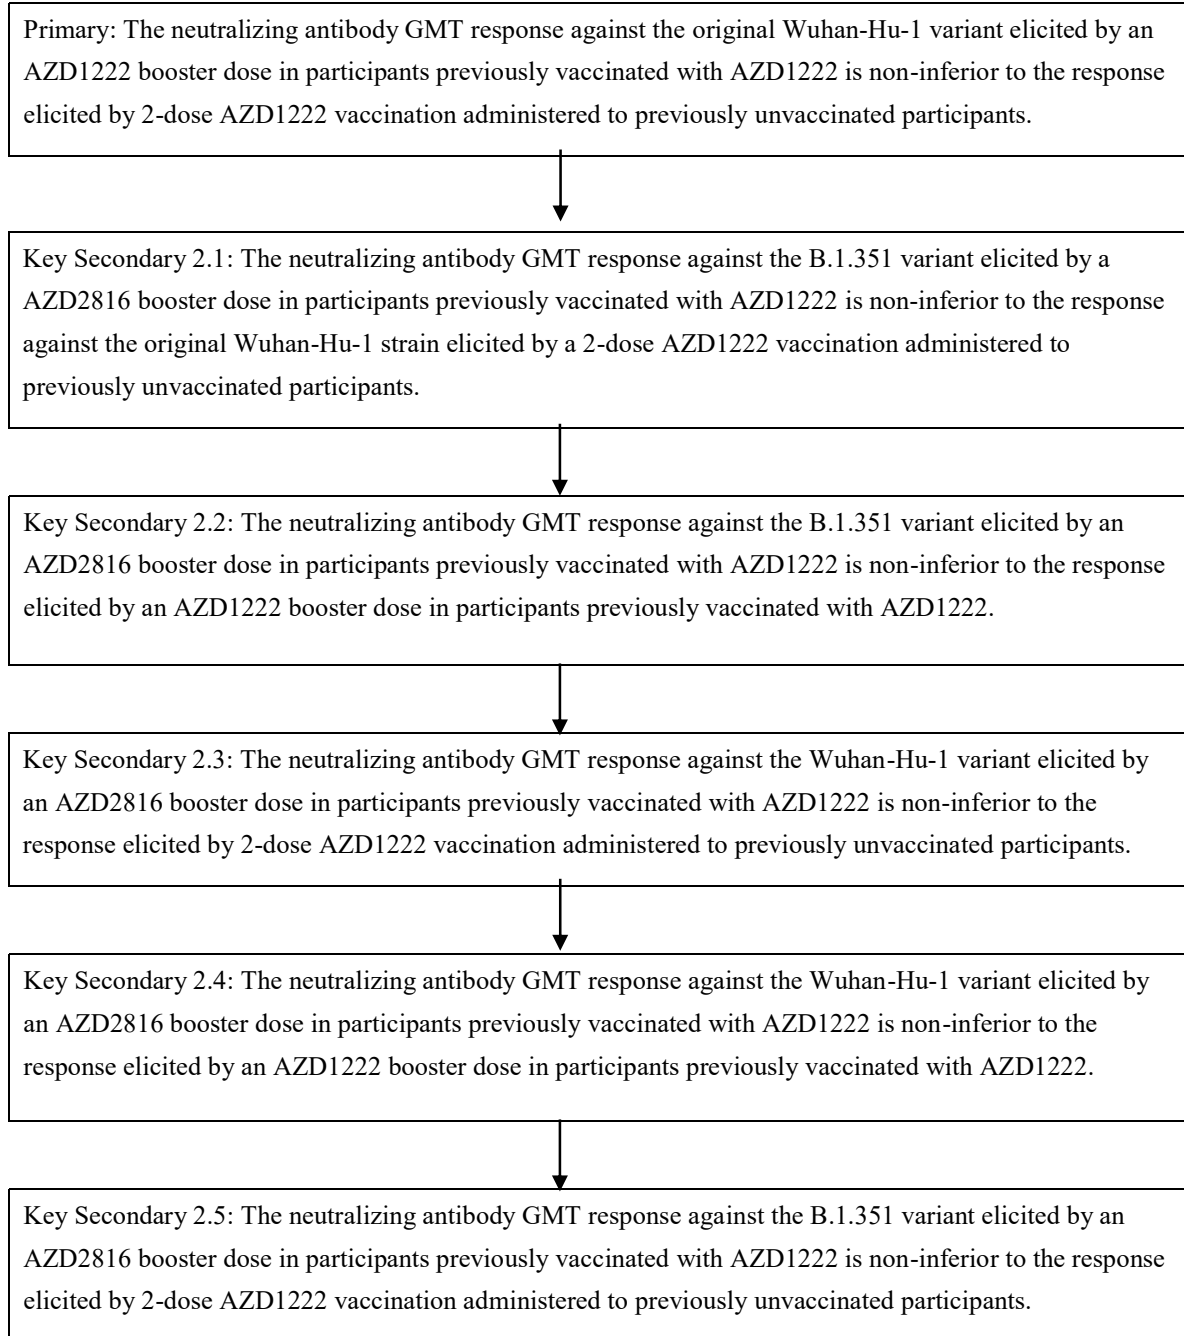 Primary: The neutralizing antibody GMT response against the original Wuhan-Hu-1 variant elicited by an
AZD1222 booster dose in participants previously vaccinated with AZD1222 is non-inferior to the response
elicited by 2-dose AZD1222 vaccination administered to previously unvaccinated participants.
Key Secondary 2.1: The neutralizing antibody GMT response against the B.1.351 variant elicited by a
AZD2816 booster dose in participants previously vaccinated with AZD1222 is non-inferior to the response
against the original Wuhan-Hu-1 strain elicited by a 2-dose AZD1222 vaccination administered to
previously unvaccinated participants.
Key Secondary 2.2: The neutralizing antibody GMT response against the B.1.351 variant elicited by an
AZD2816 booster dose in participants previously vaccinated with AZD1222 is non-inferior to the response
elicited by an AZD1222 booster dose in participants previously vaccinated with AZD1222.
Key Secondary 2.3: The neutralizing antibody GMT response against the Wuhan-Hu-1 variant elicited by
an AZD2816 booster dose in participants previously vaccinated with AZD1222 is non-inferior to the
response elicited by 2-dose AZD1222 vaccination administered to previously unvaccinated participants.
Key Secondary 2.4: The neutralizing antibody GMT response against the Wuhan-Hu-1 variant elicited by
an AZD2816 booster dose in participants previously vaccinated with AZD1222 is non-inferior to the
response elicited by an AZD1222 booster dose in participants previously vaccinated with AZD1222.
Key Secondary 2.5: The neutralizing antibody GMT response against the B.1.351 variant elicited by an
AZD2816 booster dose in participants previously vaccinated with AZD1222 is non-inferior to the response
elicited by 2-dose AZD1222 vaccination administered to previously unvaccinated participants.